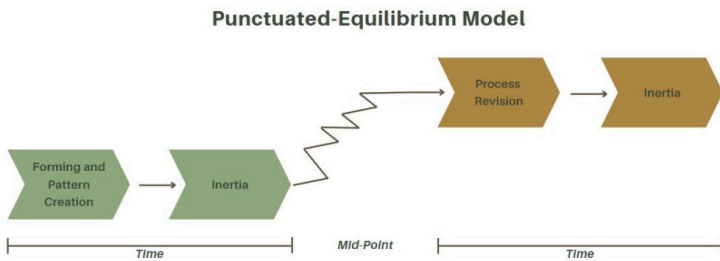 Punctuated-Equilibrium Model
Process
Revision
Inertia
Forming and
Pattern
Creation
Inertia
Time
Mid-Point
Time